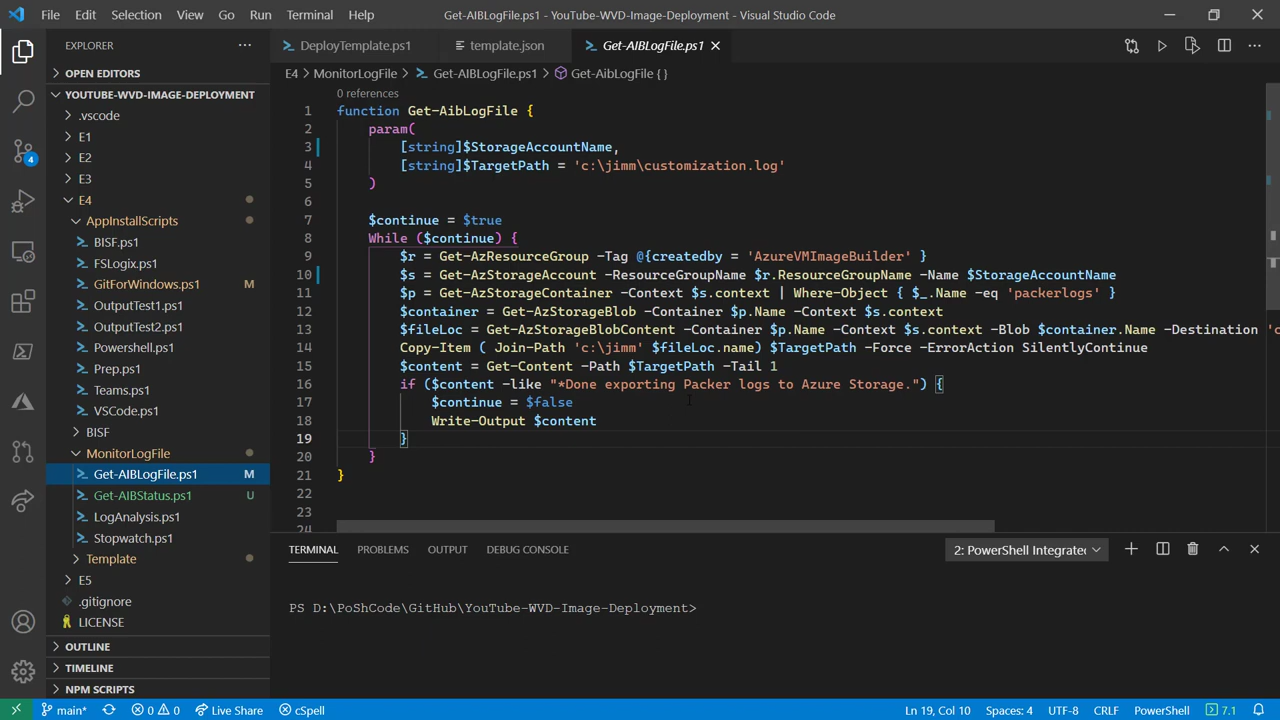 File Edit Selection View Go Run Terminal Help Get-AIBLogFile.ps1 - YouTube-WVD-Image-Deployment - Visual Studio Code
EXPLORER
DeployTemplate.ps1 template.json Get-AIBLogFile.ps1
OPEN EDITORS
E4 > MonitorLogFile > Get-AIBLogFile.ps1 > Get-AibLogFile { }
YOUTUBE-WVD-IMAGE-DEPLOYMENT
.vscode
E1
E2
E3
E4
AppInstallScripts
BISF.ps1
FSLogix.ps1
GitForWindows.ps1 M
OutputTest1.ps1
OutputTest2.ps1
Powershell.ps1
Prep.ps1
Teams.ps1
VSCode.ps1
BISF
MonitorLogFile
Get-AIBLogFile.ps1 M
Get-AIBStatus.ps1 U
LogAnalysis.ps1
Stopwatch.ps1
Template
E5
.gitignore
LICENSE
OUTLINE
TIMELINE
NPM SCRIPTS
4
0 references
1 function Get-AibLogFile {
2 param(
3 [string]$StorageAccountName,
4 [string]$TargetPath = 'c:\jimm\customization.log'
5 )
6
7 $continue = $true
8 While ($continue) {
9 $r = Get-AzResourceGroup -Tag @{createdby = 'AzureVMImageBuilder' }
10 $s = Get-AzStorageAccount -ResourceGroupName $r.ResourceGroupName -Name $StorageAccountName
11 $p = Get-AzStorageContainer -Context $s.context | Where-Object { $_.Name -eq 'packerlogs' }
12 $container = Get-AzStorageBlob -Container $p.Name -Context $s.context
13 $fileLoc = Get-AzStorageBlobContent -Container $p.Name -Context $s.context -Blob $container.Name -Destination 'c
14 Copy-Item ( Join-Path 'c:\jimm' $fileLoc.name) $TargetPath -Force -ErrorAction SilentlyContinue
15 $content = Get-Content -Path $TargetPath -Tail 1
16 if ($content -like "*Done exporting Packer logs to Azure Storage.") {
17 $continue = $false
18 Write-Output $content
19 }
20 }
21 }
22
23
24
TERMINAL PROBLEMS OUTPUT DEBUG CONSOLE 2: PowerShell Integrate
PS D:\PoShCode\GitHub\YouTube-WVD-Image-Deployment>
main* 0 0 Live Share cSpell Ln 19, Col 10 Spaces: 4 UTF-8 CRLF PowerShell 7.1